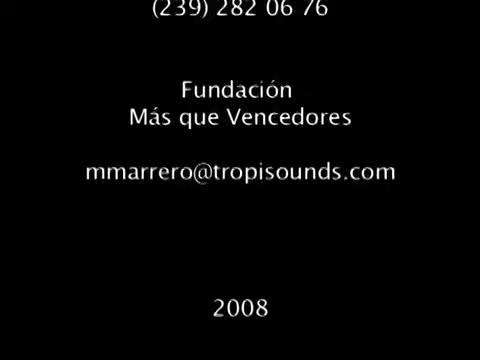 (239) 282 06 76
Fundación
Más que Vencedores
mmarrero@tropisounds.com
2008